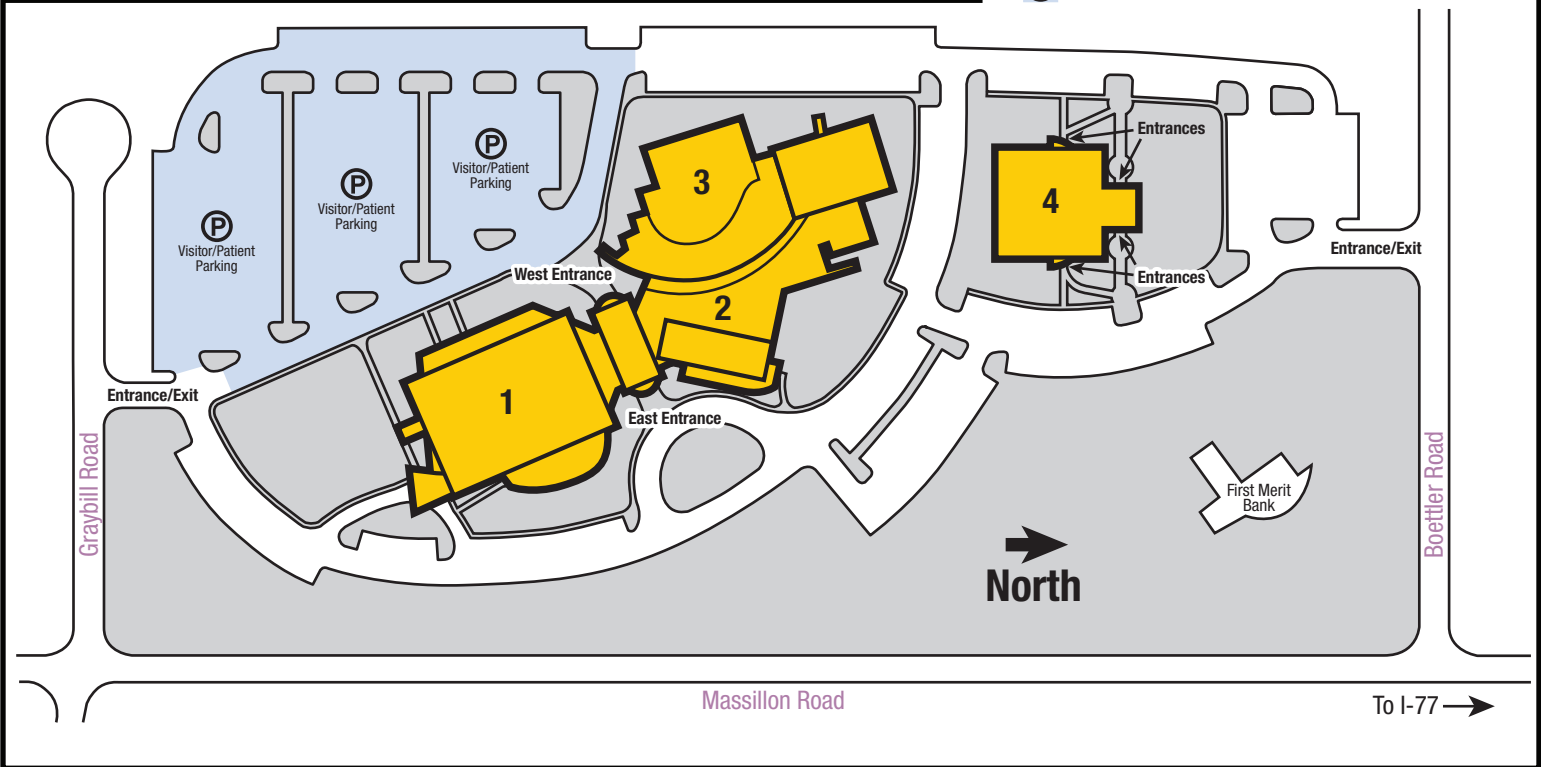 Entrances
P
Visitor/Patient
Parking
P
Visitor/Patient
Parking
P
Visitor/Patient
Parking
3
4
West Entrance
Entrance/Exit
Entrances
2
1
Entrance/Exit
East Entrance
Graybill Road
First Merit
Bank
Boettler Road
North
Massillon Road
To I-77